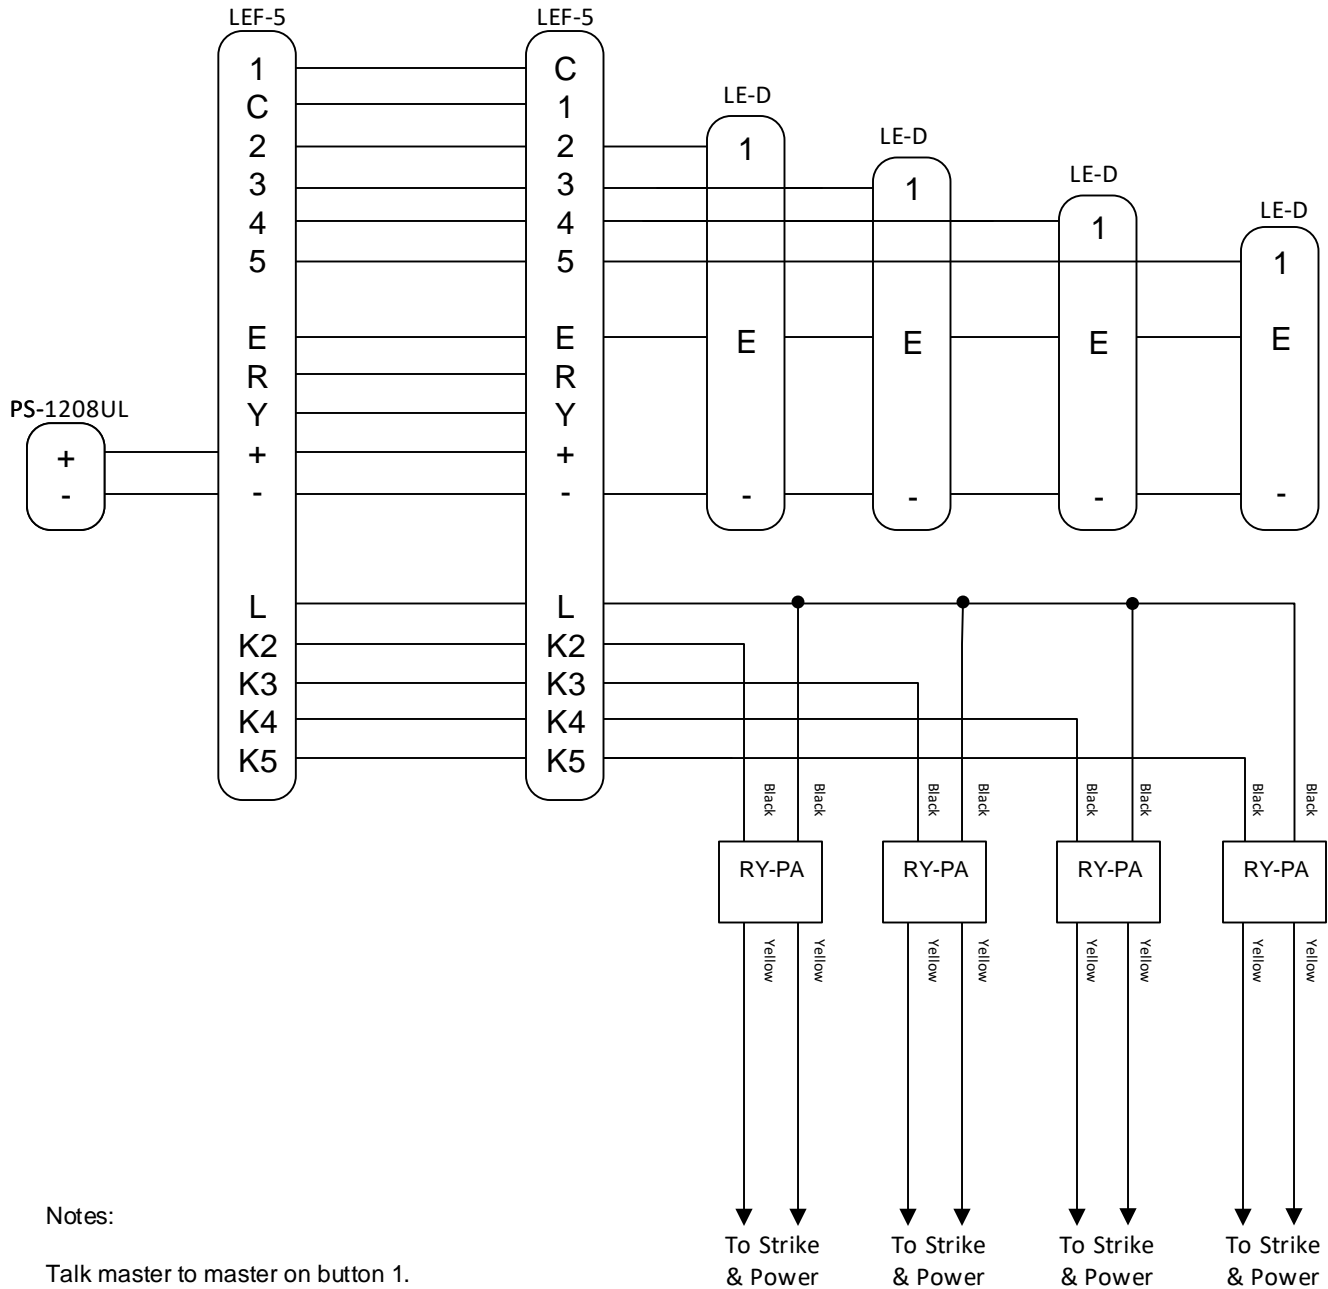 LEF-5
LEF-5
1
C
2
3
4
5
E
R
Y
+
-
L
K2
K3
K4
K5
C
1
2
3
4
5
E
R
Y
+
-
L
K2
K3
K4
K5
PS-1208UL
+
-
LE-D
1
E
-
LE-D
1
E
-
LE-D
1
E
-
LE-D
1
E
-
Black
Black
Black
Black
Black
Black
Black
Black
RY-PA
RY-PA
RY-PA
RY-PA
Yellow
Yellow
Yellow
Yellow
Yellow
Yellow
Yellow
Yellow
To Strike
& Power
To Strike
& Power
To Strike
& Power
To Strike
& Power
Notes:
Talk master to master on button 1.